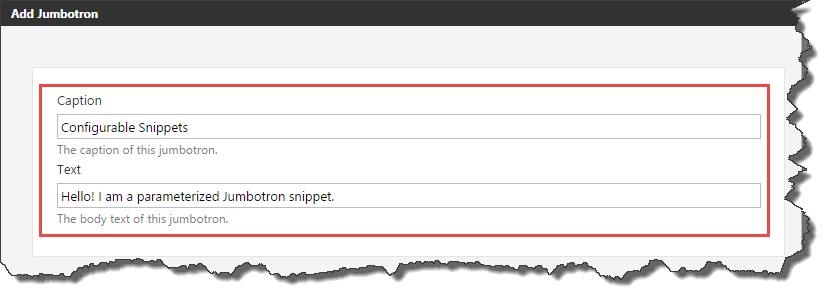 Add Jumbotron
Caption
Configurable Snippets
The caption of this jumbotron.
Text
Hello! I am a parameterized Jumbotron snippet.
The body text of this jumbotron.